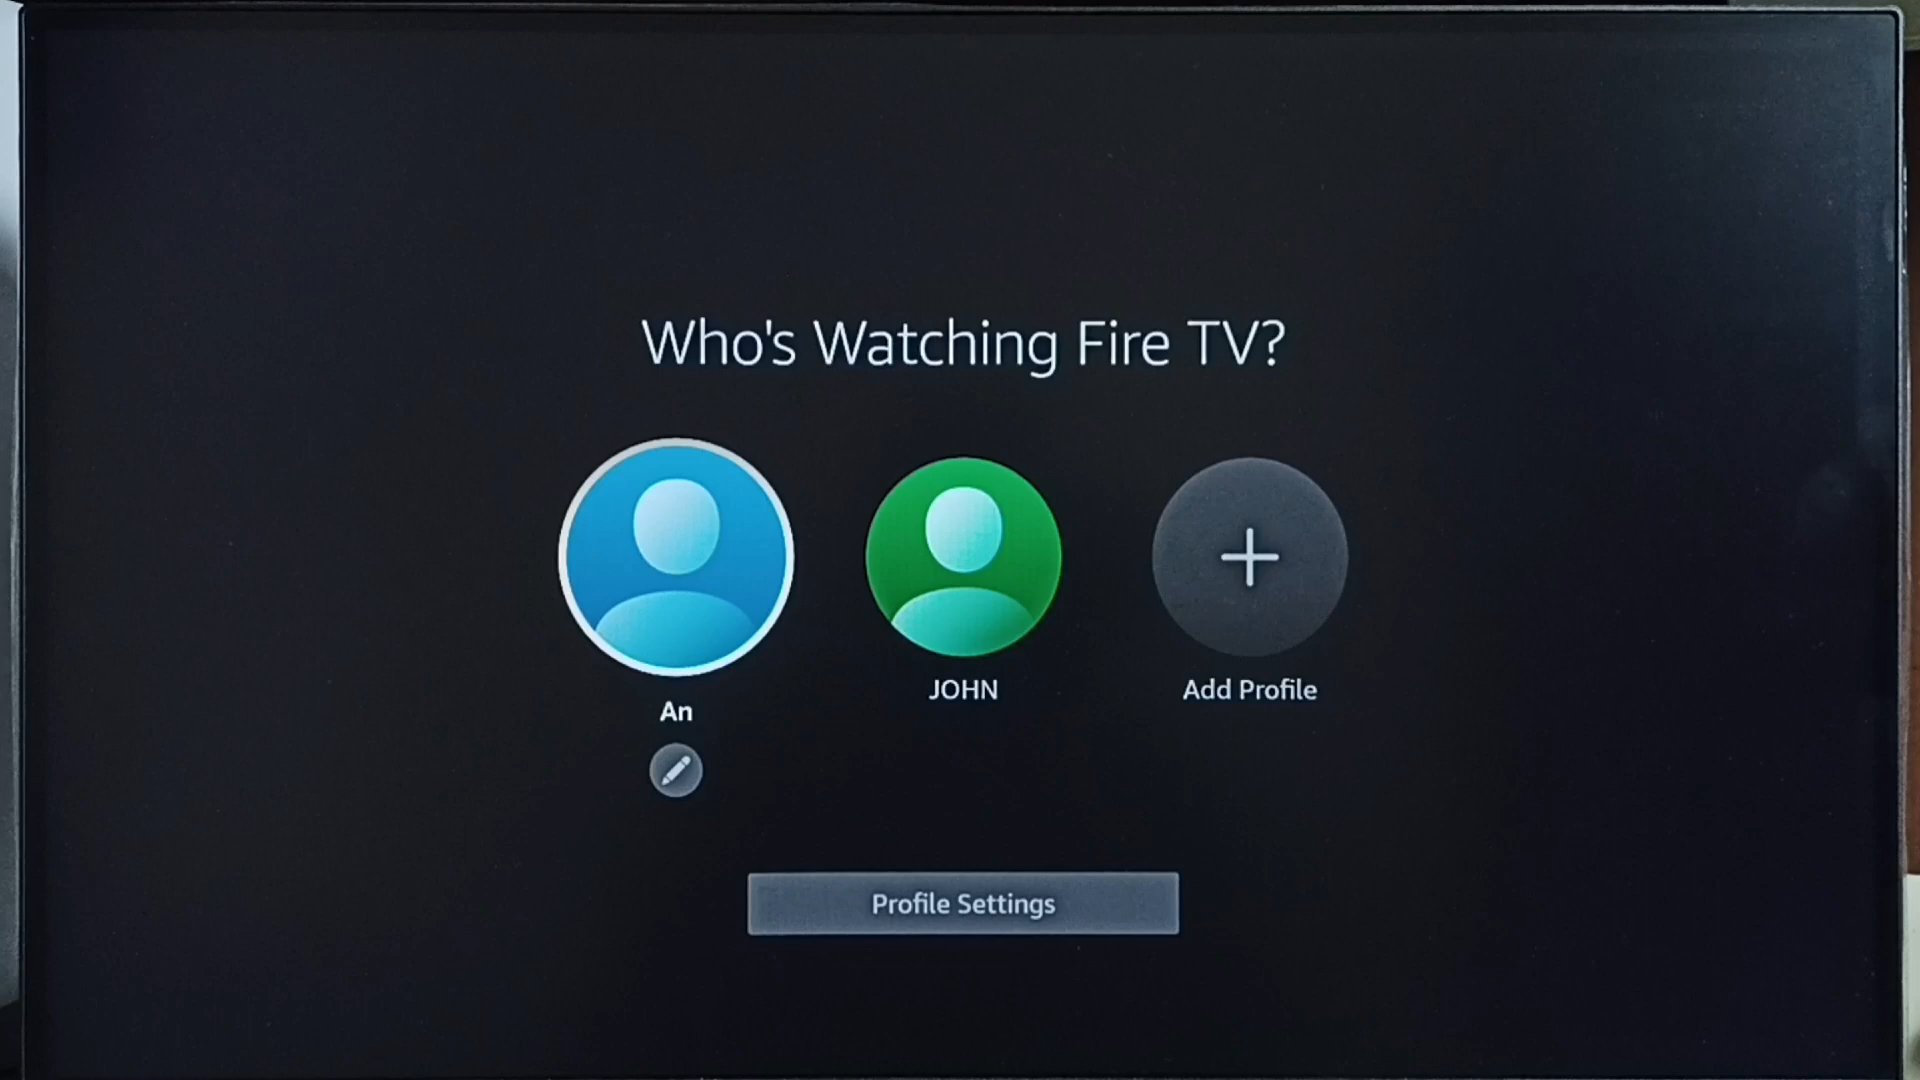 Who's Watching Fire TV?
An
JOHN
Add Profile
Profile Settings